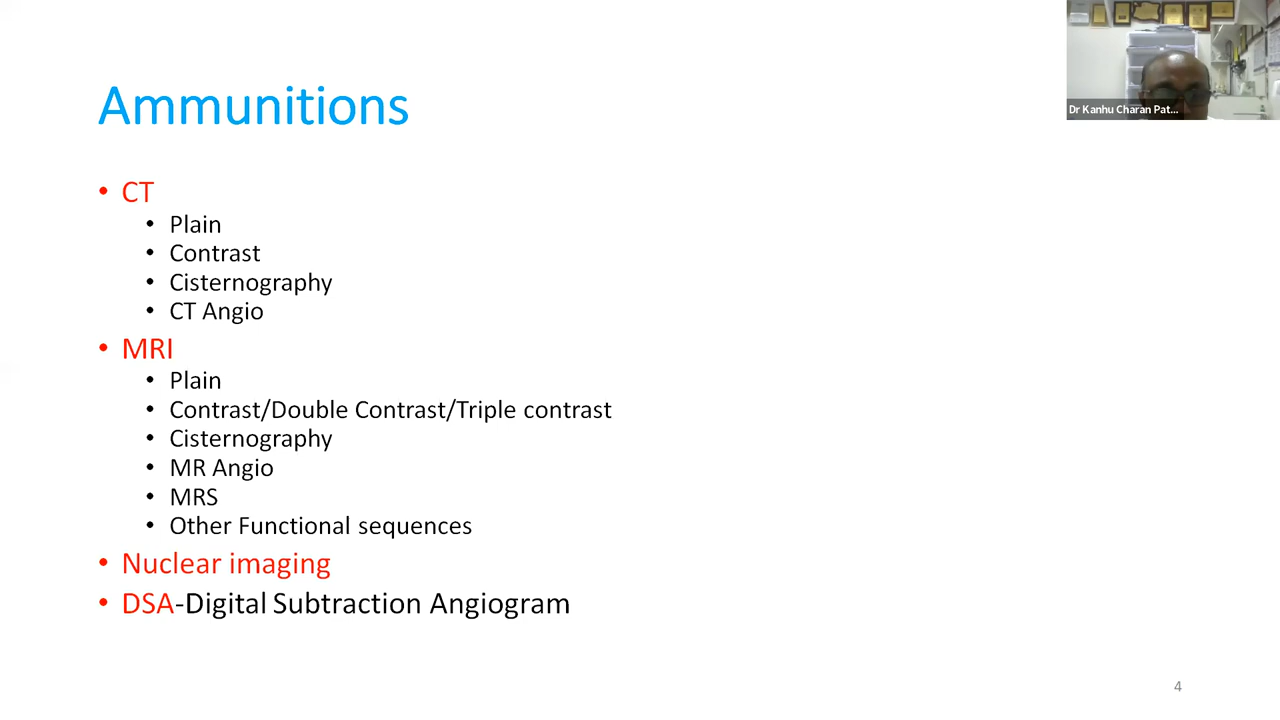 Ammunitions
Dr Kanhu Charan Pat...
• CT
• Plain
• Contrast
• Cisternography
• CT Angio
• MRI
• Plain
• Contrast/Double Contrast/Triple contrast
• Cisternography
• MR Angio
• MRS
• Other Functional sequences
• Nuclear imaging
• DSA-Digital Subtraction Angiogram
4